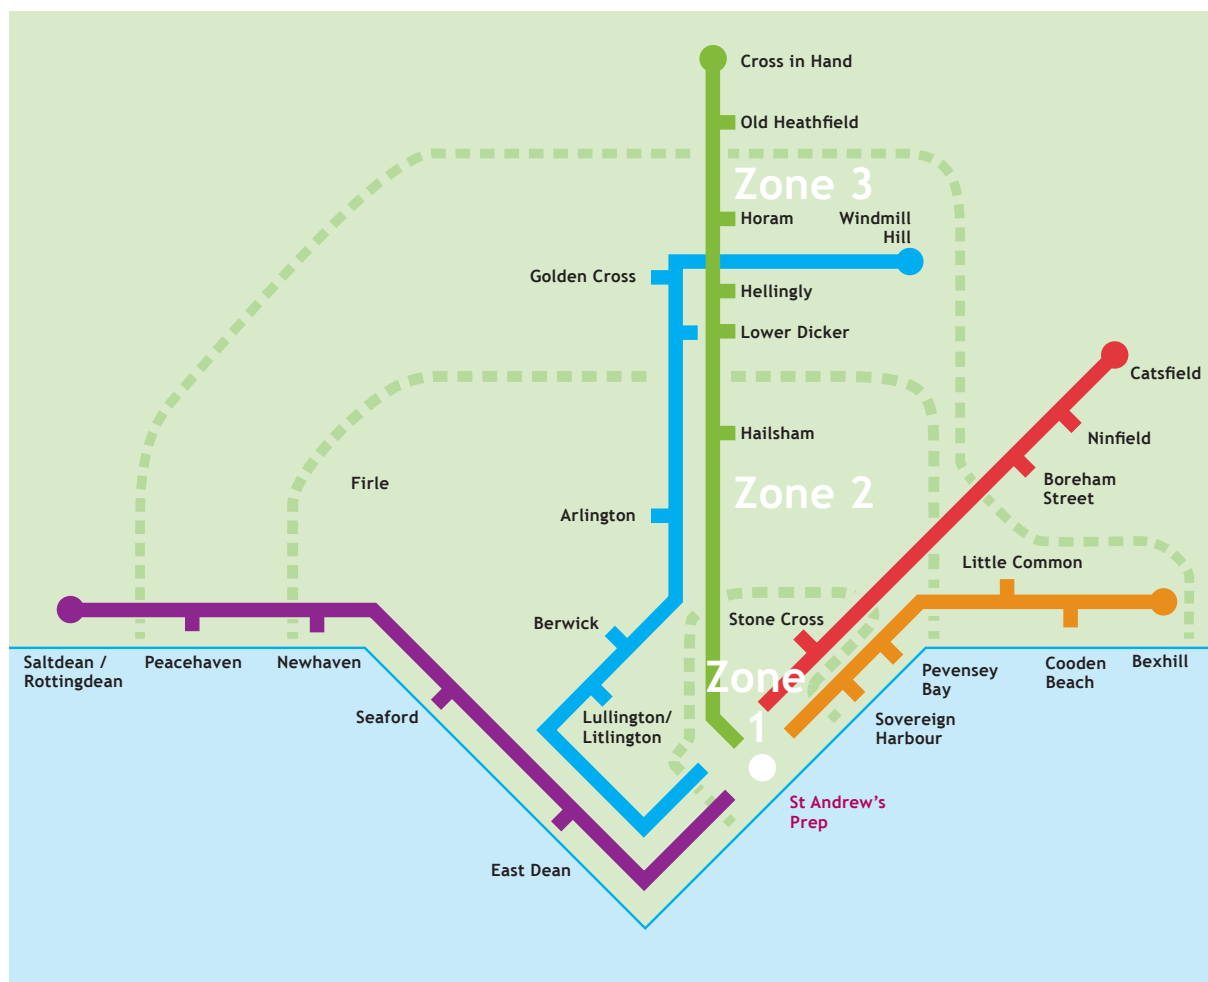 Cross in Hand
Old Heathfield
Zone 3
Horam
Windmill
Hill
Golden Cross
Hellingly
Lower Dicker
Catsfield
Hailsham
Ninfield
Firle
Zone 2
Boreham
Street
Arlington
Little Common
Berwick
Stone Cross
Saltdean /
Rottingdean
Peacehaven
Newhaven
Zone
1
Pevensey
Bay
Cooden
Beach
Bexhill
Seaford
Lullington/
Litlington
Sovereign
Harbour
St Andrew’s
Prep
East Dean